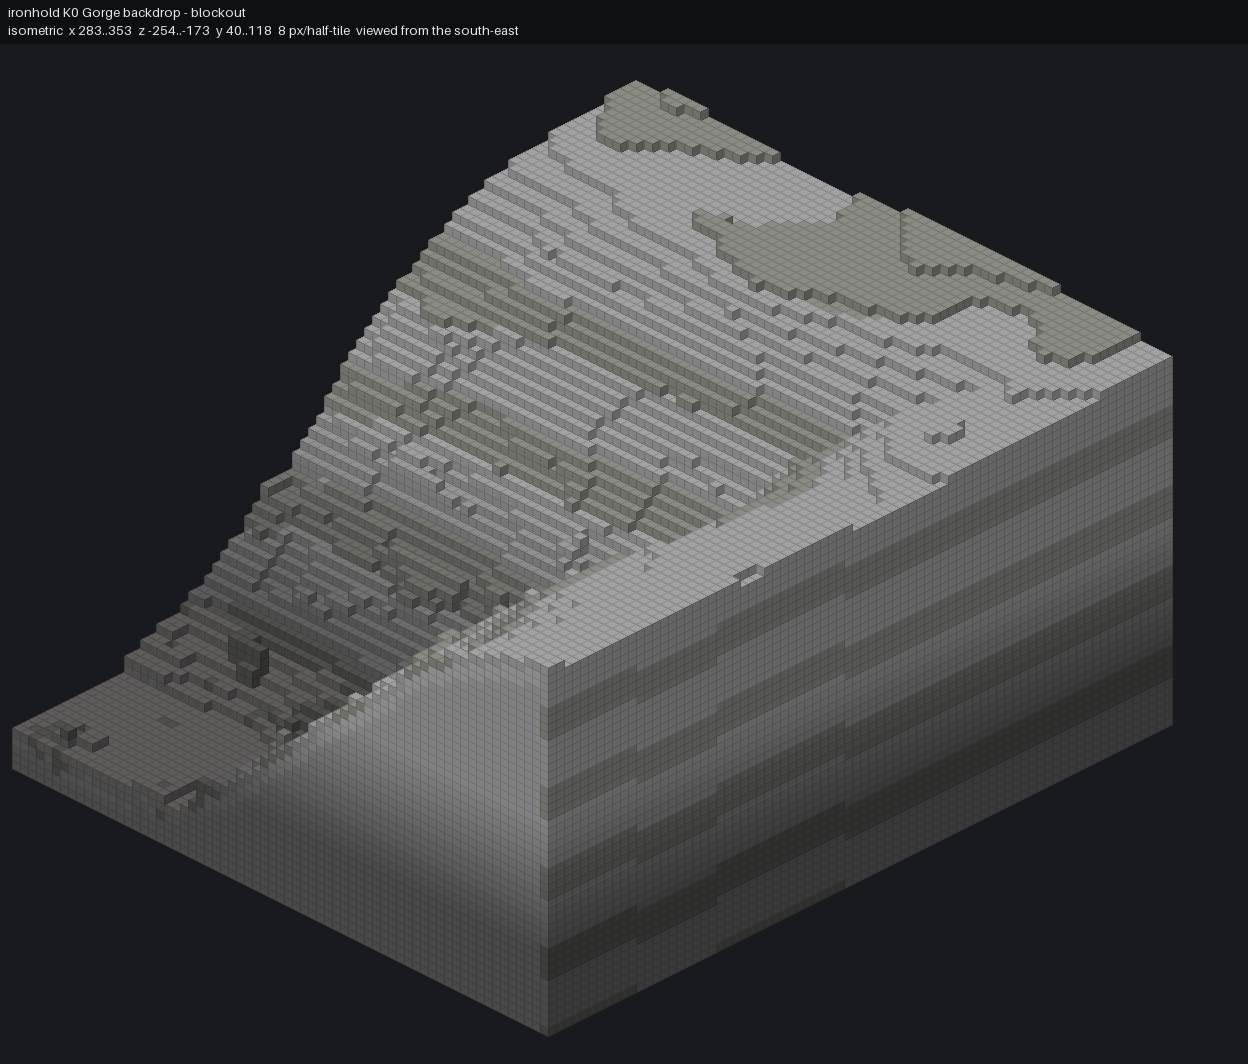 ironhold K0 Gorge backdrop - blockout
isometric  x 283..353  z -254..-173  y 40..118  8 px/half-tile  viewed from the south-east